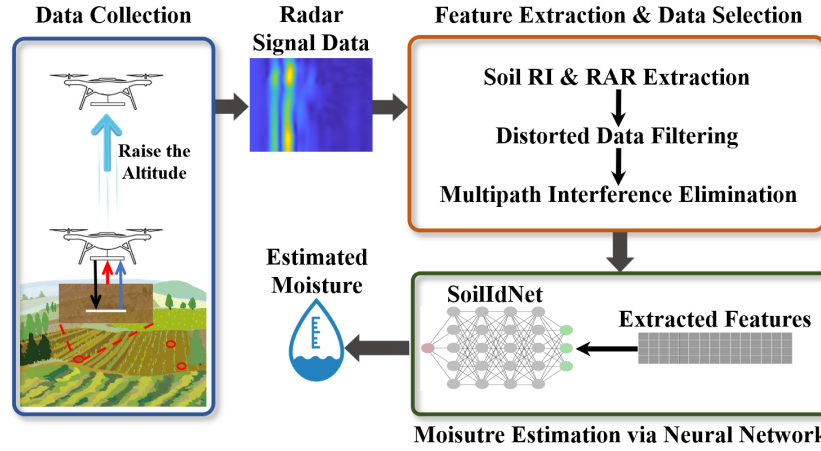 Data Collection
Radar
Signal Data
Feature Extraction & Data Selection
Raise the
Altitude
Soil RI & RAR Extraction
Distorted Data Filtering
Multipath Interference Elimination
Estimated
Moisture
SoilIdNet
Extracted Features
Moisutre Estimation via Neural Network